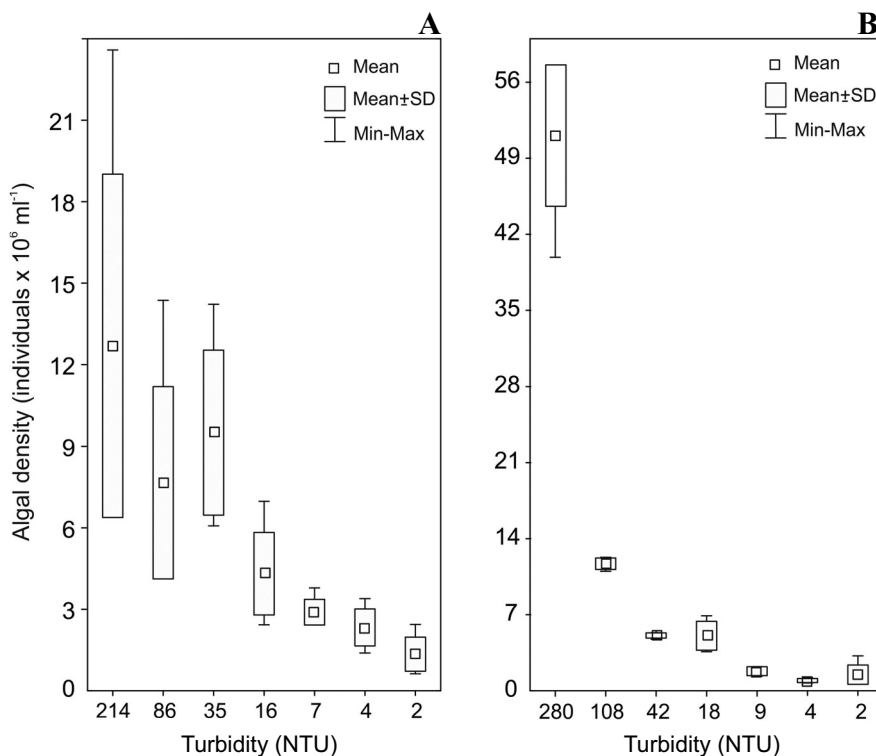 A
Mean
Mean±SD
Min-Max
Algal density (individuals x 10⁶ ml⁻¹)
21
18
15
12
9
6
3
0
214 86 35 16 7 4 2
Turbidity (NTU)
B
Mean
Mean±SD
Min-Max
56
49
42
35
28
21
14
7
0
280 108 42 18 9 4 2
Turbidity (NTU)